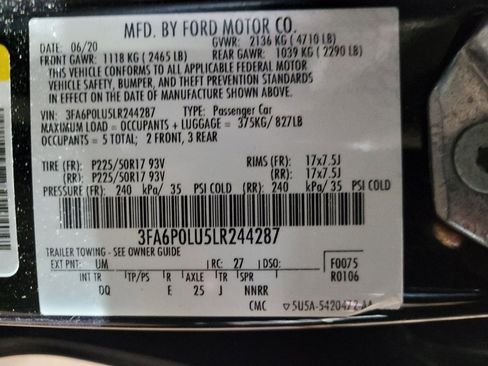 MFD. BY FORD MOTOR CO.
DATE: 06/20 GVWR: 2136 KG (4710 LB)
FRONT GAWR: 1118 KG (2465 LB) REAR GAWR: 1039 KG (2290 LB)
THIS VEHICLE CONFORMS TO ALL APPLICABLE FEDERAL MOTOR
VEHICLE SAFETY, BUMPER, AND THEFT PREVENTION STANDARDS
IN EFFECT ON THE DATE OF MANUFACTURE SHOWN ABOVE.
VIN: 3FA6P0LU5LR244287 TYPE: Passenger Car
MAXIMUM LOAD = OCCUPANTS + LUGGAGE = 375KG/ 827LB
OCCUPANTS = 5 TOTAL; 2 FRONT, 3 REAR
TIRE (FR): P225/50R17 93V RIMS (FR): 17x7.5J
(RR): P225/50R17 93V (RR): 17x7.5J
PRESSURE (FR): 240 kPa/ 35 PSI COLD (RR): 240 kPa/ 35 PSI COLD
3FA6P0LU5LR244287
TRAILER TOWING - SEE OWNER GUIDE
EXT PNT: UM RC: 27 DSO: F0075
INT TR TP/PS R AXLE TR SPR R0106
DQ E 25 J NNRR
CMC ▽5U5A-5420472-AA